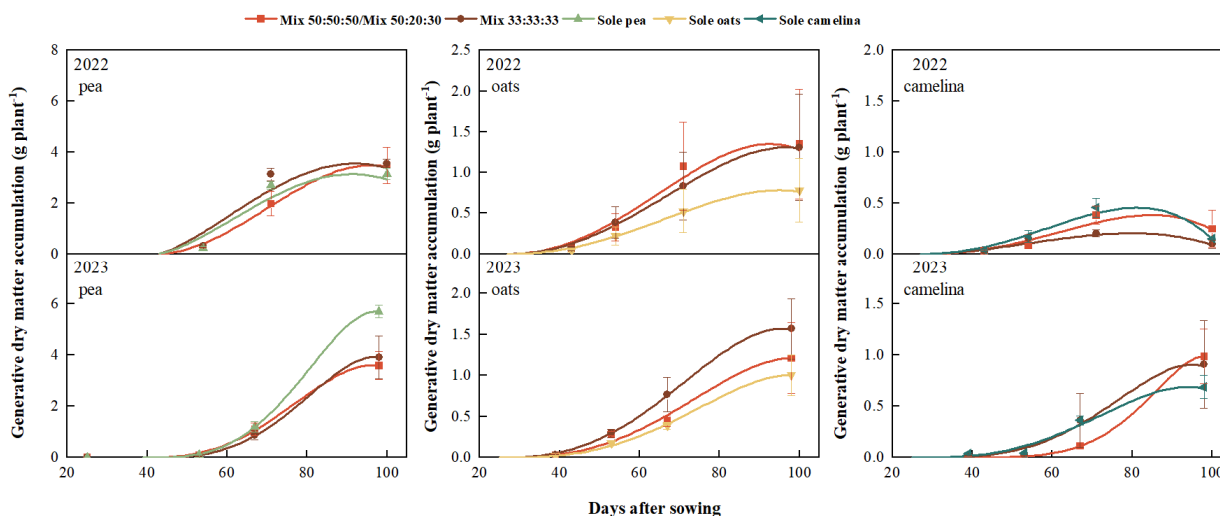 Mix 50:50:50/Mix 50:20:30 Mix 33:33:33 Sole pea Sole oats Sole camelina
Generative dry matter accumulation (g plant-1)
8
6
4
2
0
2022
pea
Generative dry matter accumulation (g plant-1)
2.5
2.0
1.5
1.0
0.5
0.0
2022
oats
Generative dry matter accumulation (g plant-1)
2.0
1.5
1.0
0.5
0.0
2022
camelina
6
4
2
0
2023
pea
20 40 60 80 100
2.0
1.5
1.0
0.5
0.0
2023
oats
20 40 60 80 100
1.5
1.0
0.5
0.0
2023
camelina
20 40 60 80 100
Days after sowing